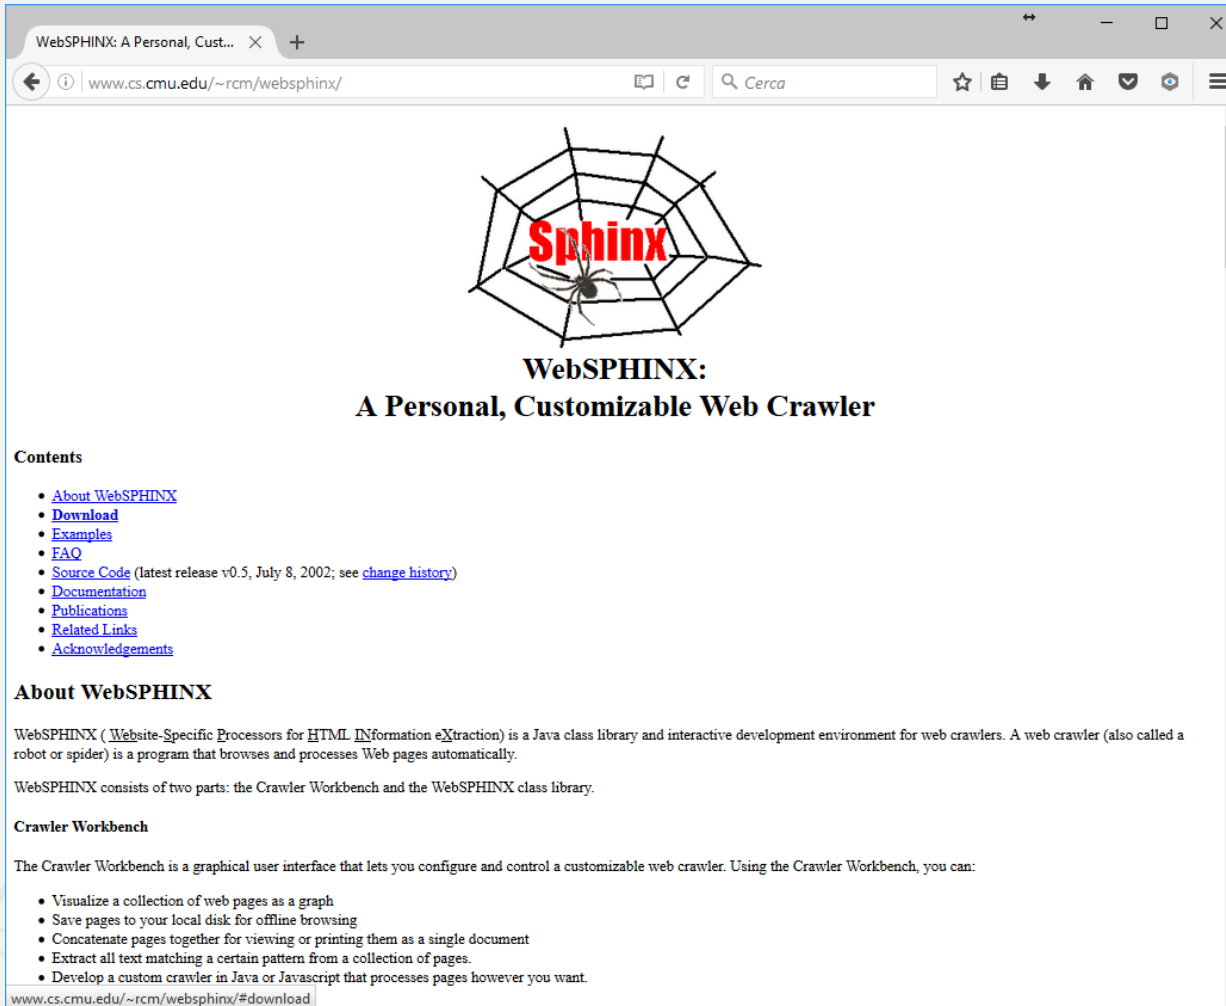 WebSPHINX: A Personal, Cust...
www.cs.cmu.edu/~rcm/websphinx/
Cerca
Sphinx
WebSPHINX:
A Personal, Customizable Web Crawler
Contents
About WebSPHINX
Download
Examples
FAQ
Source Code (latest release v0.5, July 8, 2002; see change history)
Documentation
Publications
Related Links
Acknowledgements
About WebSPHINX
WebSPHINX ( Website-Specific Processors for HTML INformation eXtraction) is a Java class library and interactive development environment for web crawlers. A web crawler (also called a
robot or spider) is a program that browses and processes Web pages automatically.
WebSPHINX consists of two parts: the Crawler Workbench and the WebSPHINX class library.
Crawler Workbench
The Crawler Workbench is a graphical user interface that lets you configure and control a customizable web crawler. Using the Crawler Workbench, you can:
Visualize a collection of web pages as a graph
Save pages to your local disk for offline browsing
Concatenate pages together for viewing or printing them as a single document
Extract all text matching a certain pattern from a collection of pages.
Develop a custom crawler in Java or Javascript that processes pages however you want.
www.cs.cmu.edu/~rcm/websphinx/#download